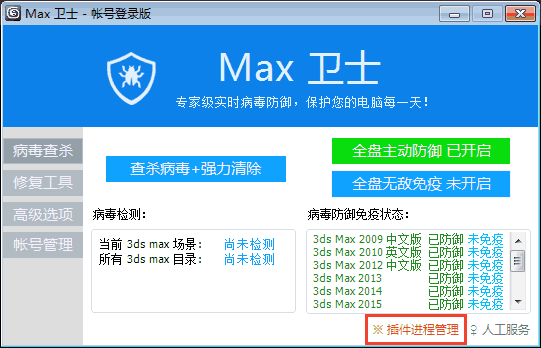 Max 卫士 - 帐号登录版
Max 卫士
专家级实时病毒防御，保护您的电脑每一天！
病毒查杀
修复工具
高级选项
帐号管理
查杀病毒+强力清除
全盘主动防御 已开启
全盘无敌免疫 未开启
病毒检测：
当前 3ds max 场景： 尚未检测
所有 3ds max 目录： 尚未检测
病毒防御免疫状态：
3ds Max 2009 中文版 已防御 未免疫
3ds Max 2010 英文版 已防御 未免疫
3ds Max 2012 中文版 已防御 未免疫
3ds Max 2013 已防御 未免疫
3ds Max 2014 已防御 未免疫
3ds Max 2015 已防御 未免疫
※ 插件进程管理
♀ 人工服务